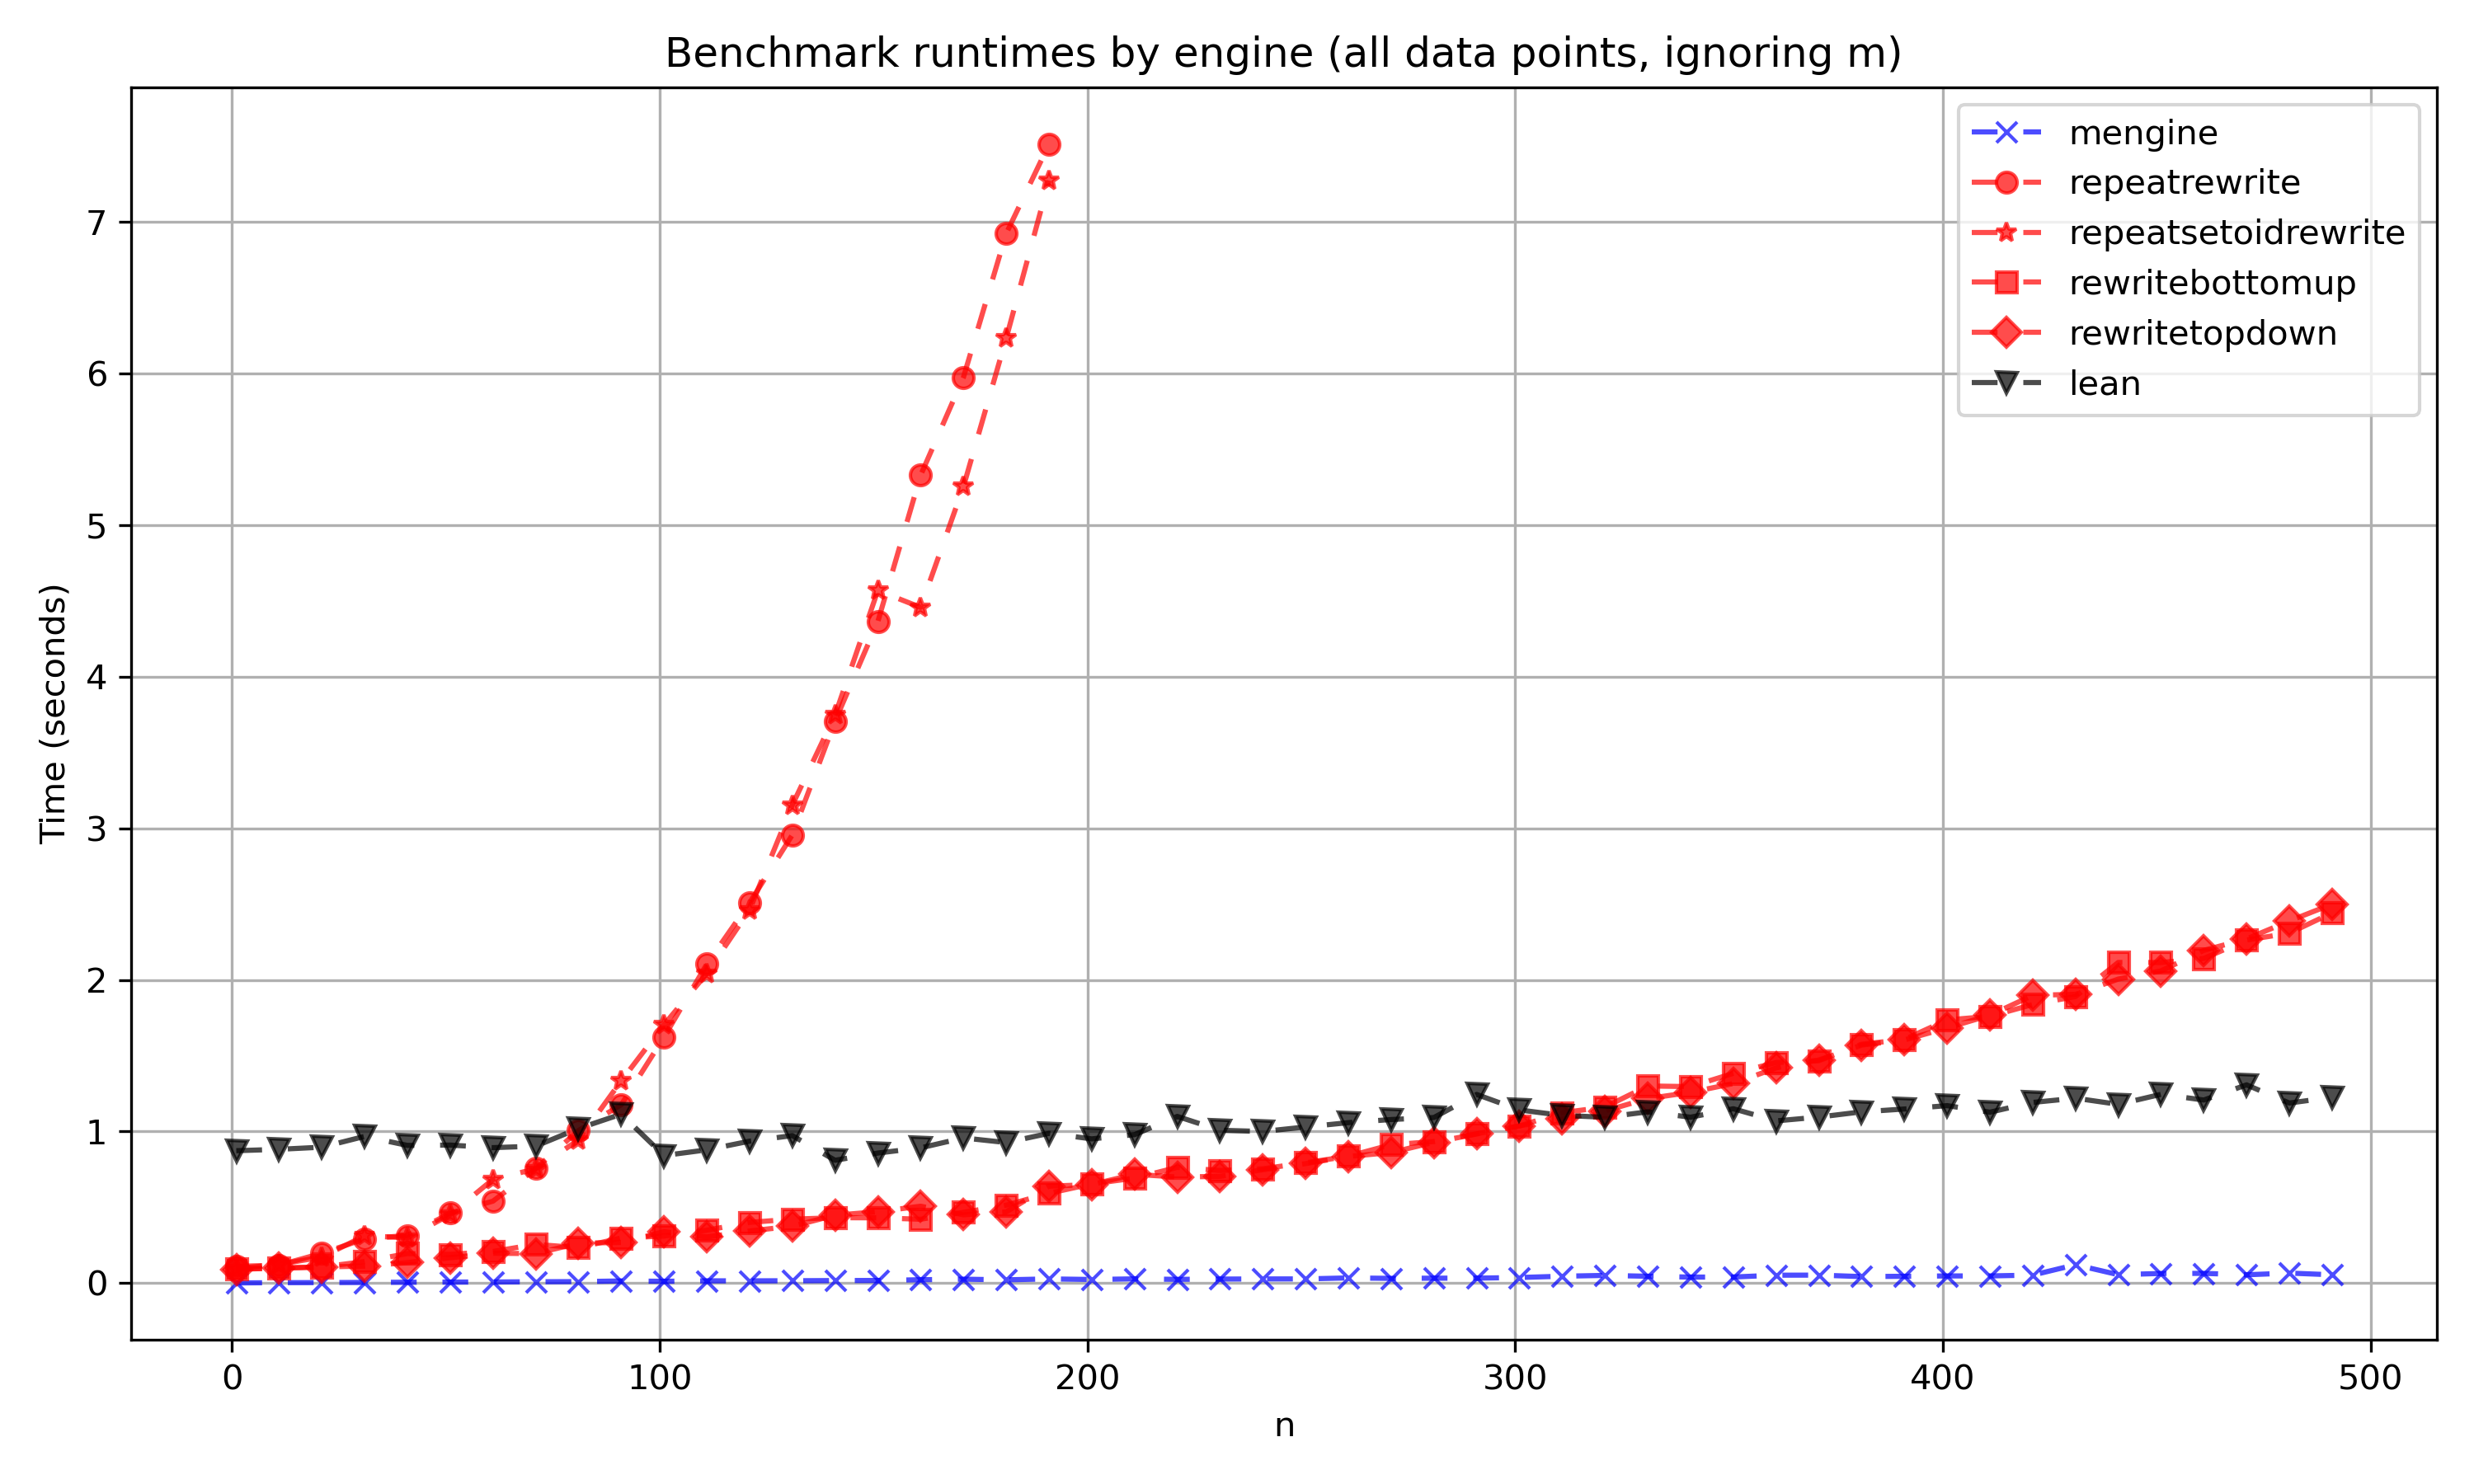 Benchmark runtimes by engine (all data points, ignoring m)
mengine
repeatrewrite
repeatsetoidrewrite
rewritebottomup
rewritetopdown
lean
Time (seconds)
7
6
5
4
3
2
1
0
0 100 200 300 400 500
n